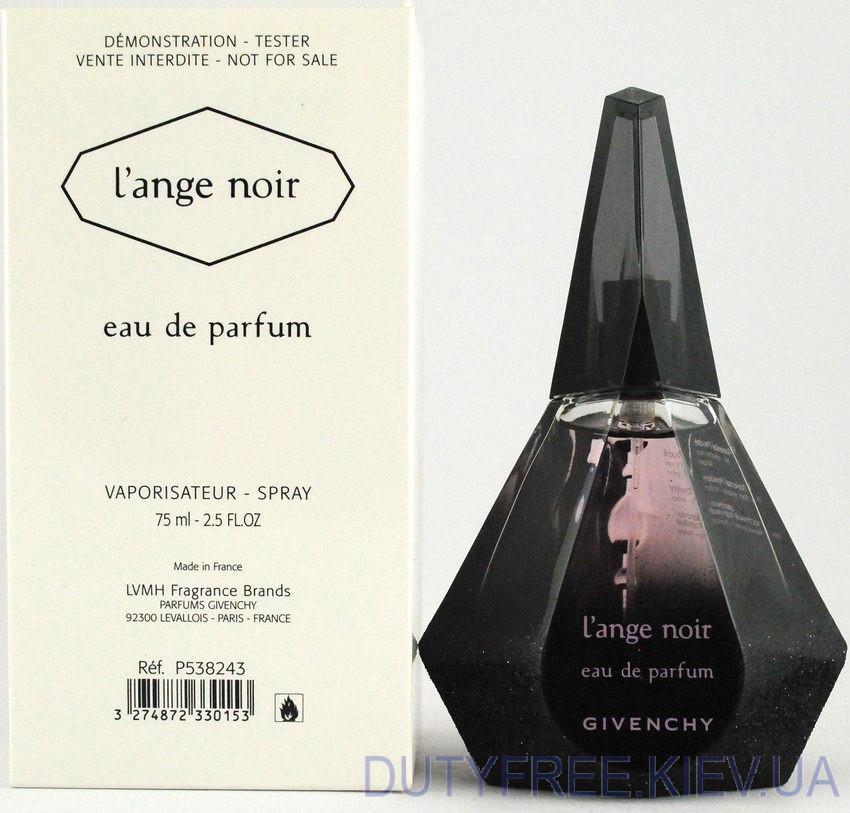 DÉMONSTRATION - TESTER
VENTE INTERDITE - NOT FOR SALE
l'ange noir
eau de parfum
VAPORISATEUR - SPRAY
75 ml - 2.5 FL.OZ
Made in France
LVMH Fragrance Brands
PARFUMS GIVENCHY
92300 LEVALLOIS - PARIS - FRANCE
Réf. P538243
3 274872 330153
l'ange noir
eau de parfum
GIVENCHY
DUTYFREE.KIEV.UA